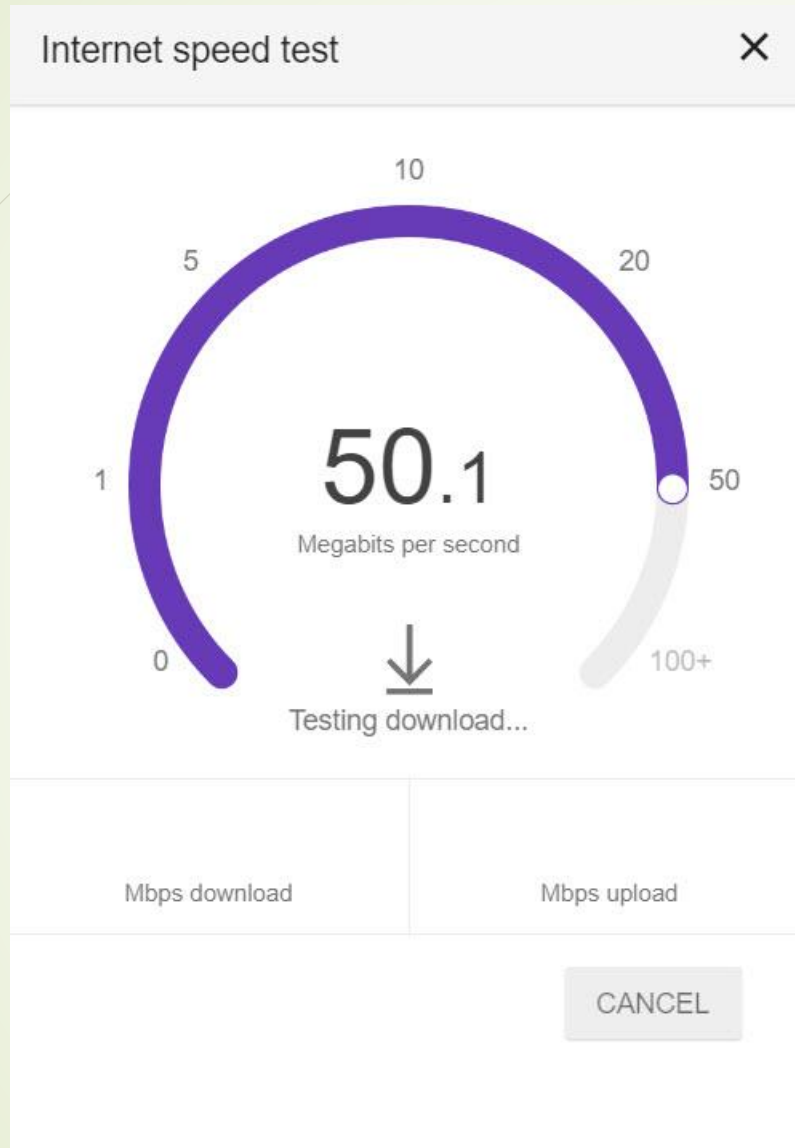 Internet speed test
10
5
20
1
50.1
50
Megabits per second
0
100+
Testing download...
Mbps download
Mbps upload
CANCEL